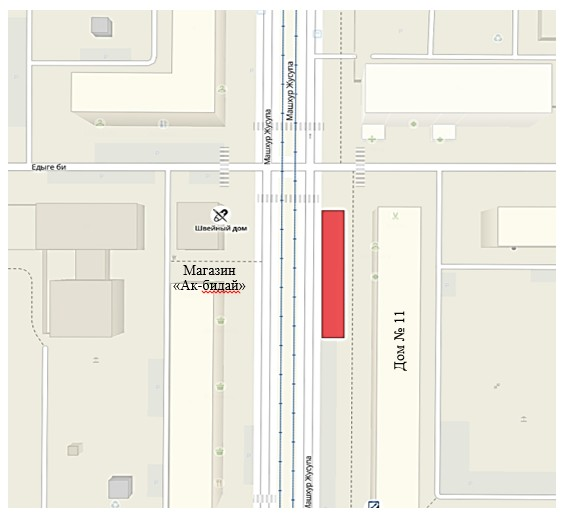 Машхур Жусупа
Машхур Жусупа
Едыге би
Швейный дом
Магазин
«Ак-бидай»
Дом № 11
Машхур Жусупа